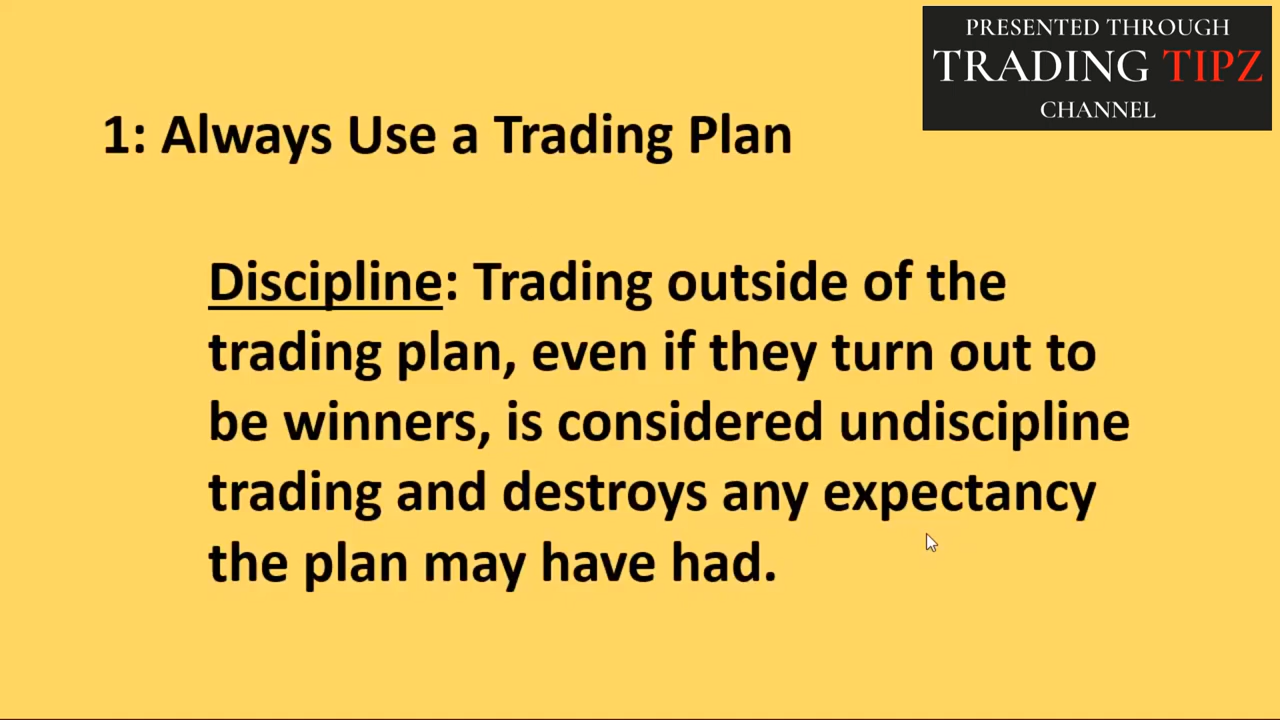 PRESENTED THROUGH
TRADING TIPZ
CHANNEL
1: Always Use a Trading Plan
Discipline: Trading outside of the
trading plan, even if they turn out to
be winners, is considered undiscipline
trading and destroys any expectancy
the plan may have had.